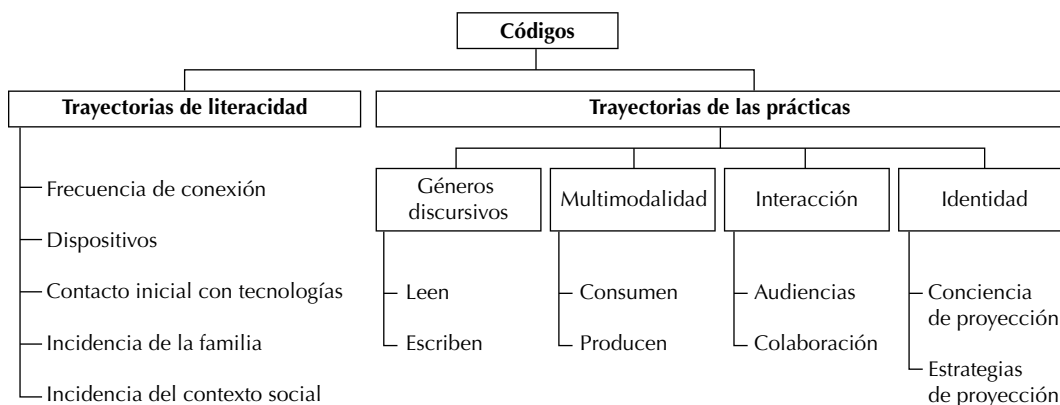 Códigos
Trayectorias de literacidad
Frecuencia de conexión
Dispositivos
Contacto inicial con tecnologías
Incidencia de la familia
Incidencia del contexto social
Trayectorias de las prácticas
Géneros
discursivos
Leen
Escriben
Multimodalidad
Consumen
Producen
Interacción
Audiencias
Colaboración
Identidad
Conciencia
de proyección
Estrategias
de proyección